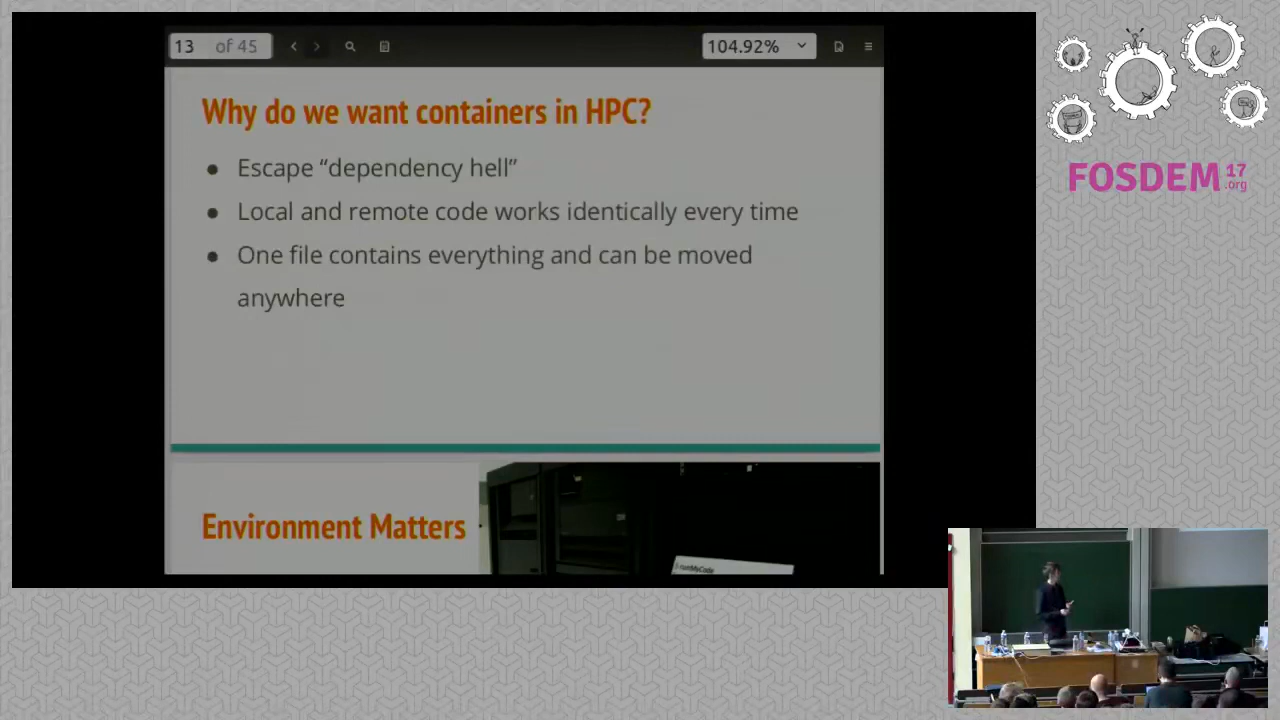 13 of 45
104.92%
Why do we want containers in HPC?
● Escape “dependency hell”
● Local and remote code works identically every time
● One file contains everything and can be moved
anywhere
Environment Matters
FOSDEM 17
.org